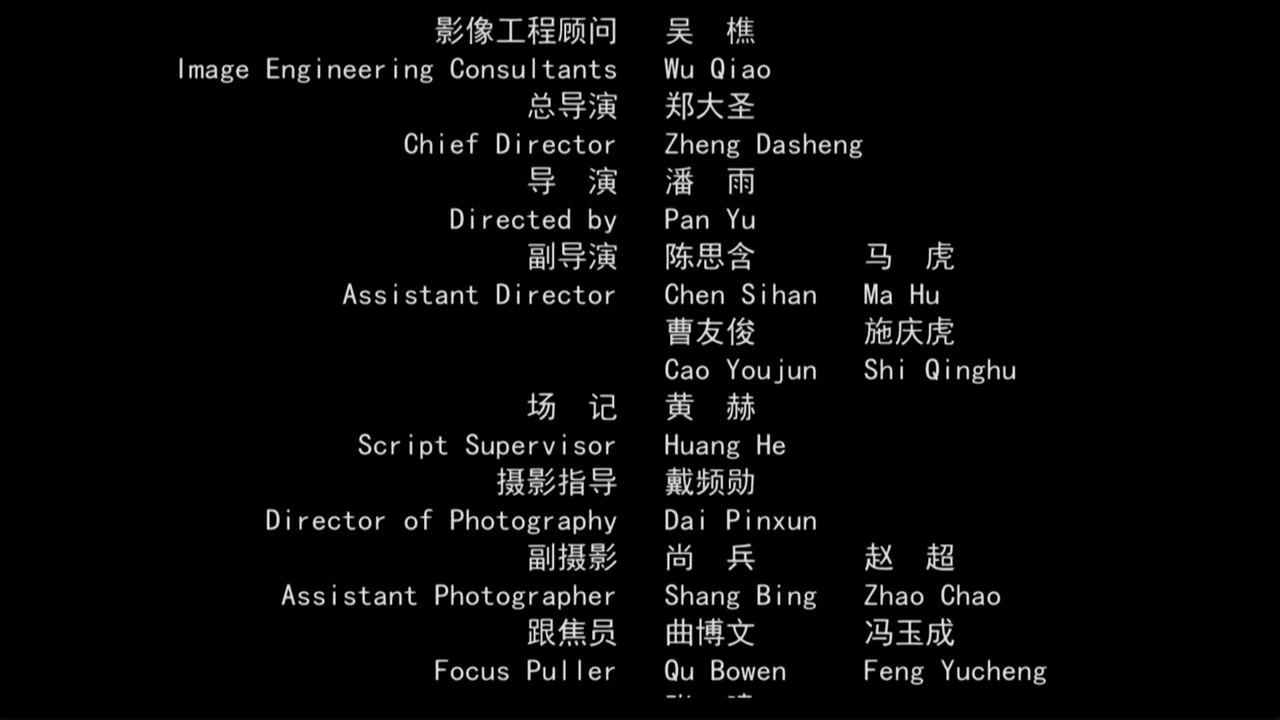 影像工程顾问 吴 樵
Image Engineering Consultants Wu Qiao
总导演 郑大圣
Chief Director Zheng Dasheng
导 演 潘 雨
Directed by Pan Yu
副导演 陈思含 马 虎
Assistant Director Chen Sihan Ma Hu
曹友俊 施庆虎
Cao Youjun Shi Qinghu
场 记 黄 赫
Script Supervisor Huang He
摄影指导 戴频勋
Director of Photography Dai Pinxun
副摄影 尚 兵 赵 超
Assistant Photographer Shang Bing Zhao Chao
跟焦员 曲博文 冯玉成
Focus Puller Qu Bowen Feng Yucheng